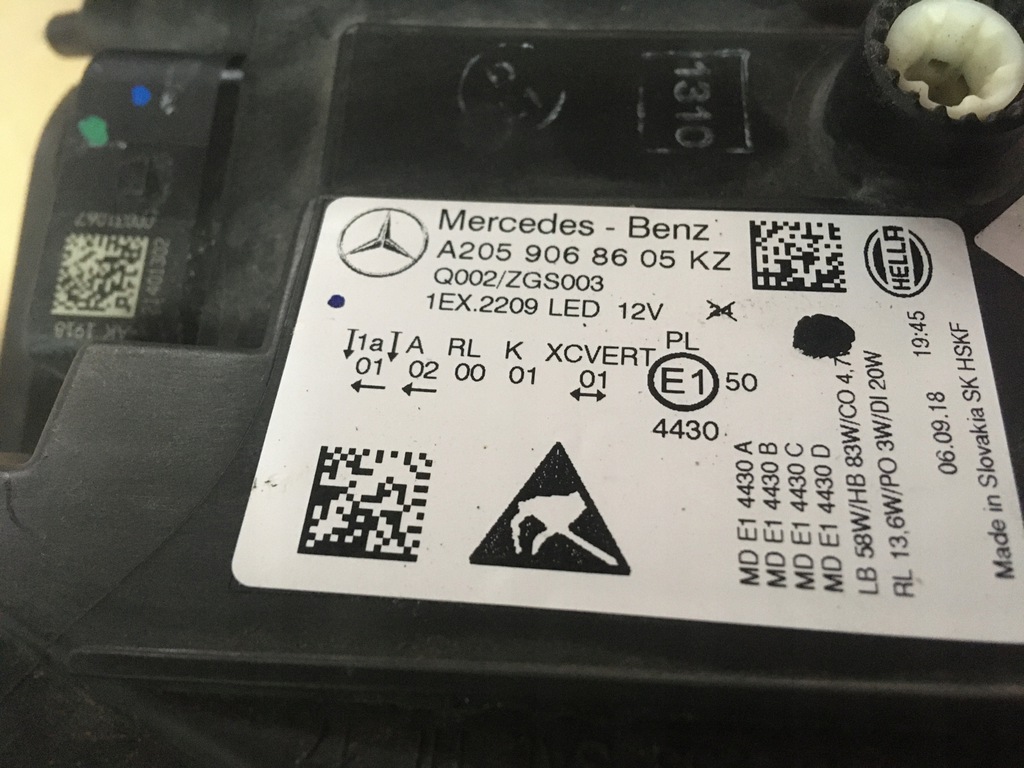 1310
Mercedes - Benz
A205 906 86 05 KZ
Q002/ZGS003
1EX.2209 LED 12V
HELLA
1a A RL K XCVERT PL
01 02 00 01 01 E1 50
4430
MD E1 4430 A
MD E1 4430 B
MD E1 4430 C
MD E1 4430 D
LB 58W/HB 83W/CO 4,7
RL 13,6W/PO 3W/DI 20W
06.09.18 19:45
Made in Slovakia SK HSKF
1918